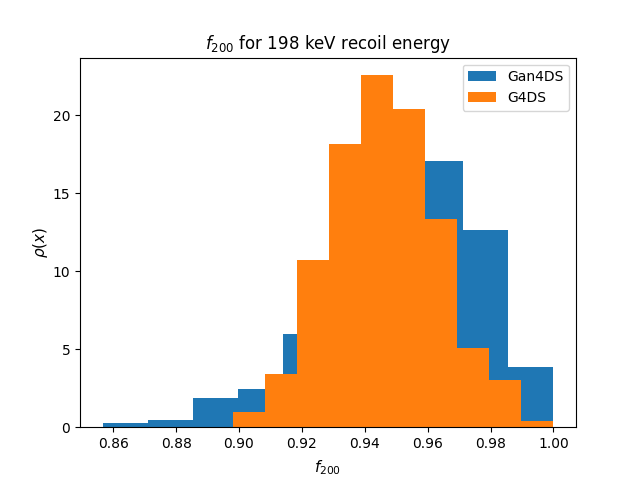 f₂₀₀ for 198 keV recoil energy
Gan4DS
G4DS
ρ(x)
20
15
10
5
0
0.86 0.88 0.90 0.92 0.94 0.96 0.98 1.00
f₂₀₀